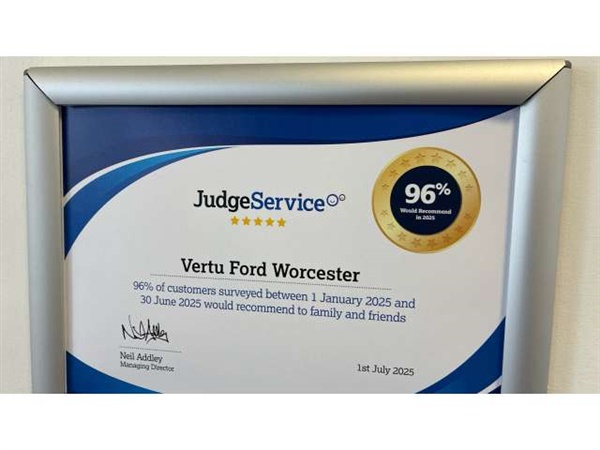 JudgeService
96%
Would Recommend
in 2025
Vertu Ford Worcester
96% of customers surveyed between 1 January 2025 and
30 June 2025 would recommend to family and friends
Neil Addley
Managing Director
1st July 2025